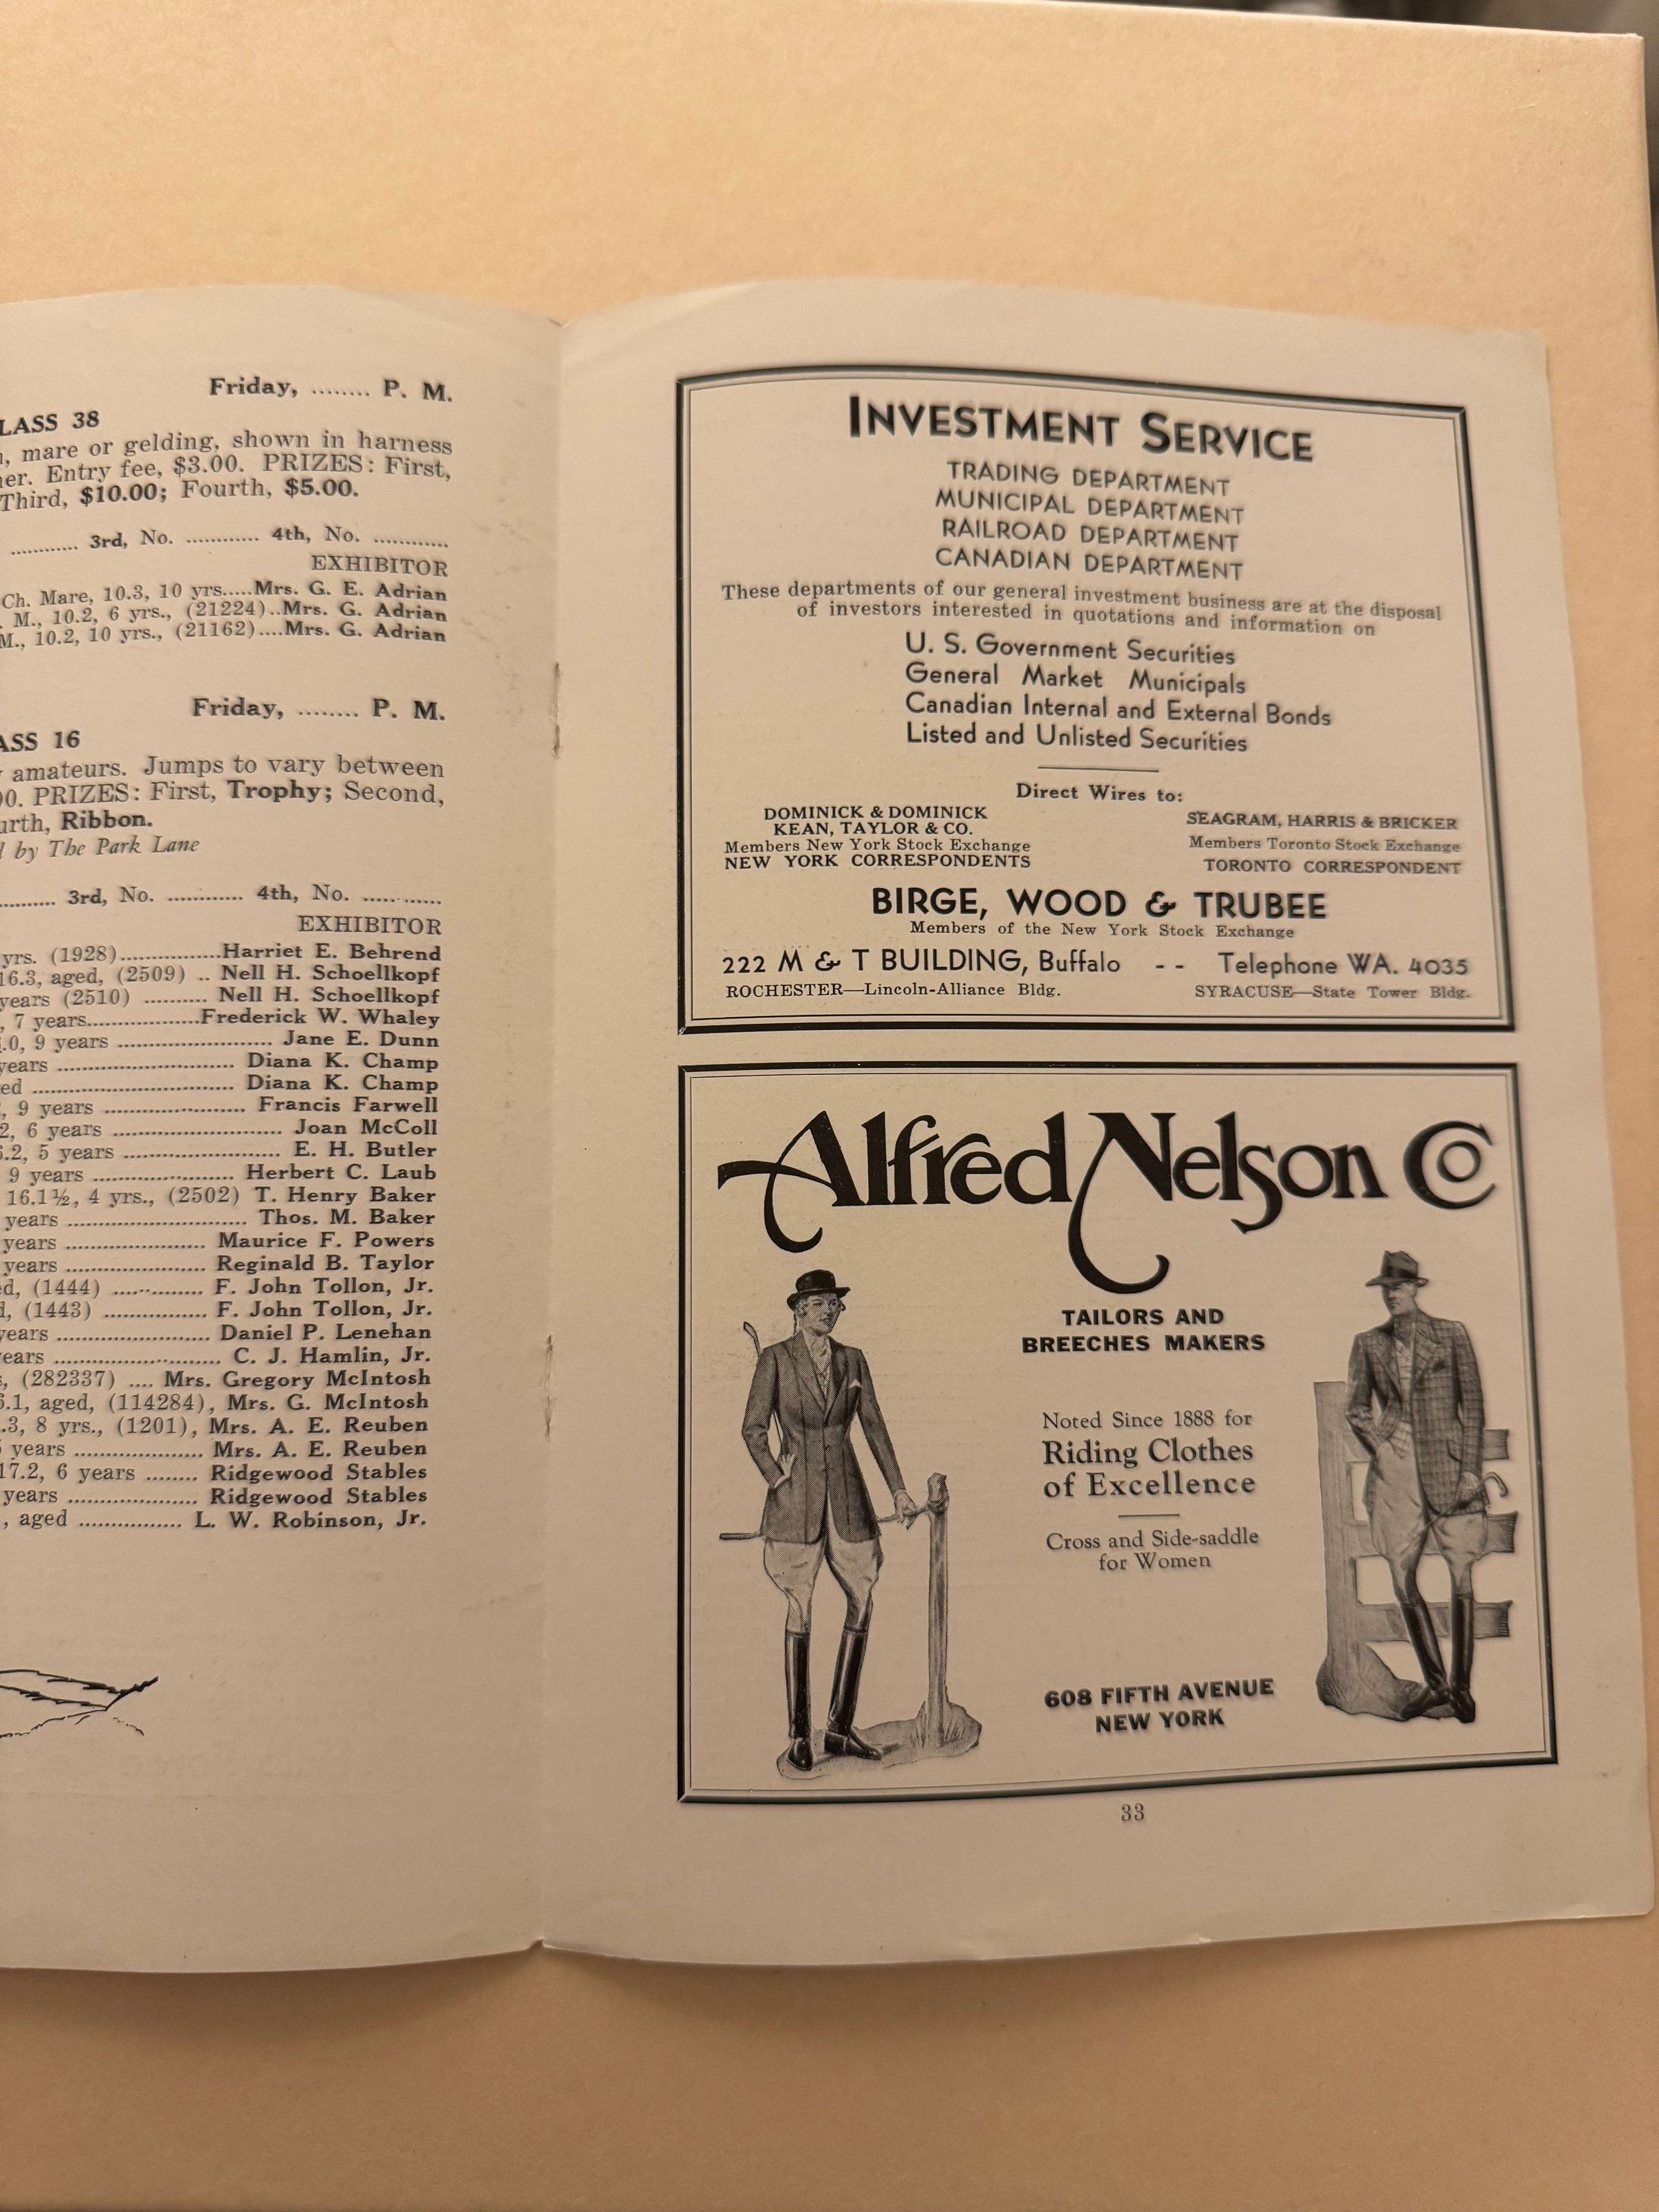 Friday, ........ P. M.
LASS 38
, mare or gelding, shown in harness
er. Entry fee, $3.00. PRIZES: First,
Third, $10.00; Fourth, $5.00.
............ 3rd, No. ............ 4th, No. ............
EXHIBITOR
Ch. Mare, 10.3, 10 yrs.....Mrs. G. E. Adrian
. M., 10.2, 6 yrs., (21224)..Mrs. G. Adrian
M., 10.2, 10 yrs., (21162)....Mrs. G. Adrian
Friday, ........ P. M.
ASS 16
amateurs. Jumps to vary between
00. PRIZES: First, Trophy; Second,
urth, Ribbon.
d by The Park Lane
.......... 3rd, No. ............ 4th, No. ............
EXHIBITOR
yrs. (1928)................Harriet E. Behrend
16.3, aged, (2509) .. Nell H. Schoellkopf
years (2510) .......... Nell H. Schoellkopf
, 7 years..................Frederick W. Whaley
.0, 9 years ........................ Jane E. Dunn
years ............................ Diana K. Champ
ed ................................ Diana K. Champ
, 9 years ...................... Francis Farwell
2, 6 years .......................... Joan McColl
.2, 5 years ........................ E. H. Butler
9 years ...................... Herbert C. Laub
16.1½, 4 yrs., (2502) T. Henry Baker
years ............................ Thos. M. Baker
years ...................... Maurice F. Powers
years ...................... Reginald B. Taylor
ed, (1444) .............. F. John Tollon, Jr.
d, (1443) ................ F. John Tollon, Jr.
years ........................ Daniel P. Lenehan
years .......................... C. J. Hamlin, Jr.
s, (282337) .... Mrs. Gregory McIntosh
6.1, aged, (114284), Mrs. G. McIntosh
.3, 8 yrs., (1201), Mrs. A. E. Reuben
years .................... Mrs. A. E. Reuben
17.2, 6 years ........ Ridgewood Stables
years .................... Ridgewood Stables
, aged ................ L. W. Robinson, Jr.
INVESTMENT SERVICE
TRADING DEPARTMENT
MUNICIPAL DEPARTMENT
RAILROAD DEPARTMENT
CANADIAN DEPARTMENT
These departments of our general investment business are at the disposal
of investors interested in quotations and information on
U. S. Government Securities
General Market Municipals
Canadian Internal and External Bonds
Listed and Unlisted Securities
Direct Wires to:
DOMINICK & DOMINICK
KEAN, TAYLOR & CO.
Members New York Stock Exchange
NEW YORK CORRESPONDENTS
SEAGRAM, HARRIS & BRICKER
Members Toronto Stock Exchange
TORONTO CORRESPONDENT
BIRGE, WOOD & TRUBEE
Members of the New York Stock Exchange
222 M & T BUILDING, Buffalo -- Telephone WA. 4035
ROCHESTER—Lincoln-Alliance Bldg. SYRACUSE—State Tower Bldg.
Alfred Nelson Co
TAILORS AND
BREECHES MAKERS
Noted Since 1888 for
Riding Clothes
of Excellence
Cross and Side-saddle
for Women
608 FIFTH AVENUE
NEW YORK
33